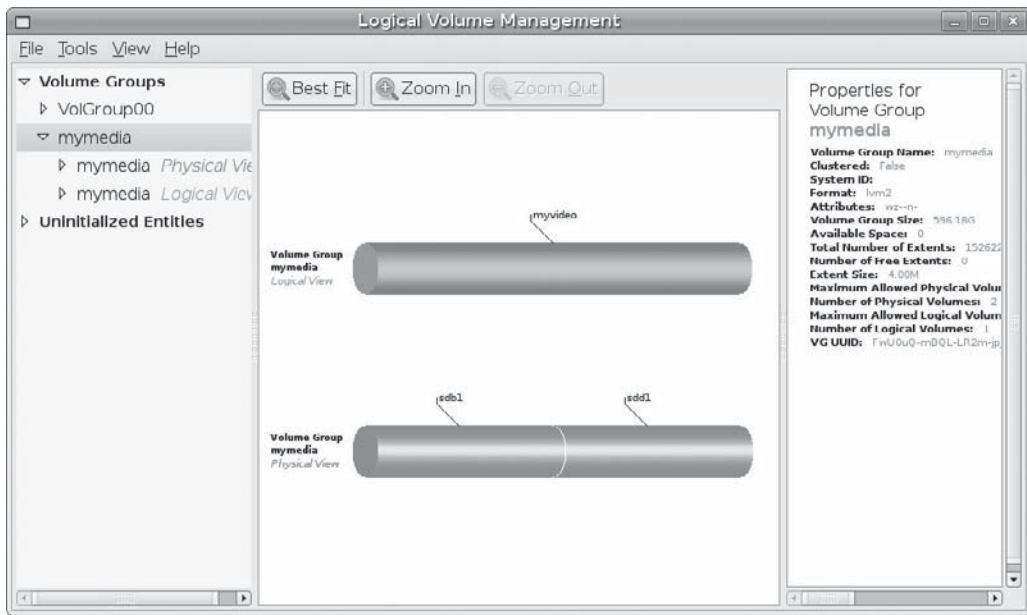 Logical Volume Management
File Tools View Help
Volume Groups
VolGroup00
mymedia
mymedia Physical Vie
mymedia Logical View
Uninitialized Entities
Best Fit
Zoom In
Zoom Out
myvideo
Volume Group
mymedia
Logical View
sdb1
sdd1
Volume Group
mymedia
Physical View
Properties for
Volume Group
mymedia
Volume Group Name: mymedia
Clustered: False
System ID:
Format: lvm2
Attributes: wz--n-
Volume Group Size: 596.18G
Available Space: 0
Total Number of Extents: 152622
Number of Free Extents: 0
Extent Size: 4.00M
Maximum Allowed Physical Volu
Number of Physical Volumes: 2
Maximum Allowed Logical Volum
Number of Logical Volumes: 1
VG UUID: